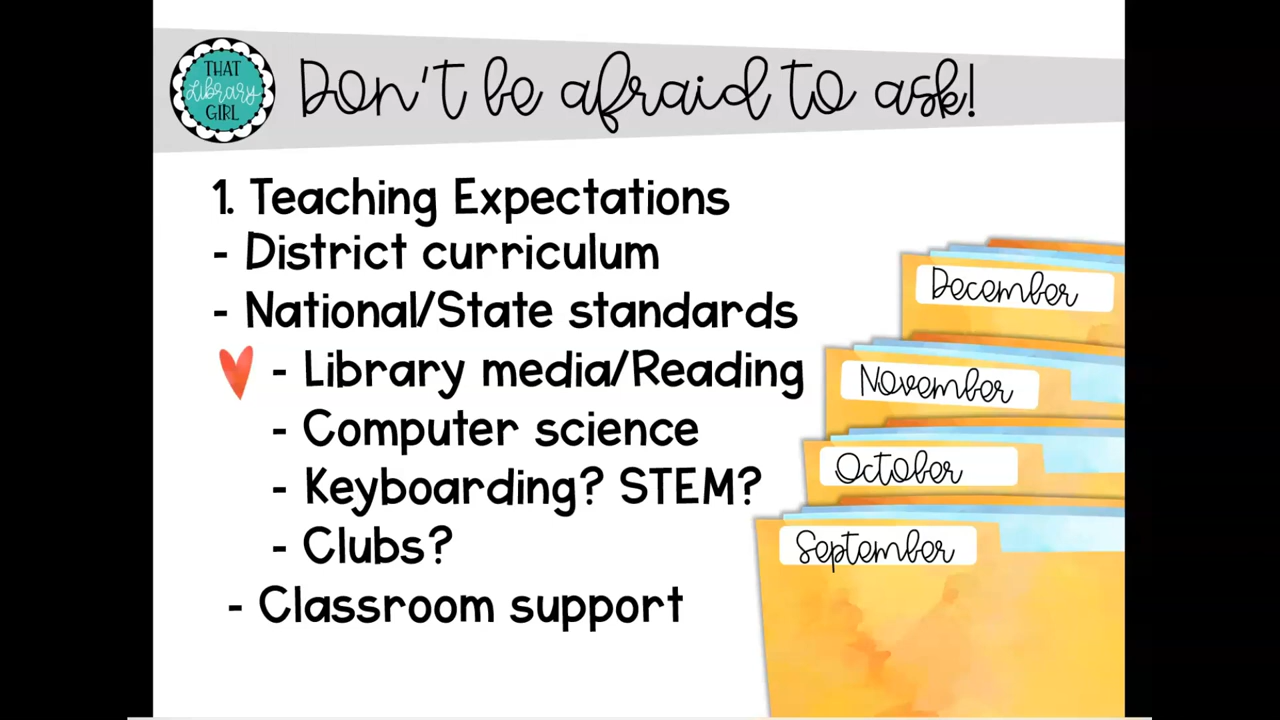 THAT
Library
GIRL
Don't be afraid to ask!
1. Teaching Expectations
- District curriculum
- National/State standards
- Library media/Reading
- Computer science
- Keyboarding? STEM?
- Clubs?
- Classroom support
December
November
October
September